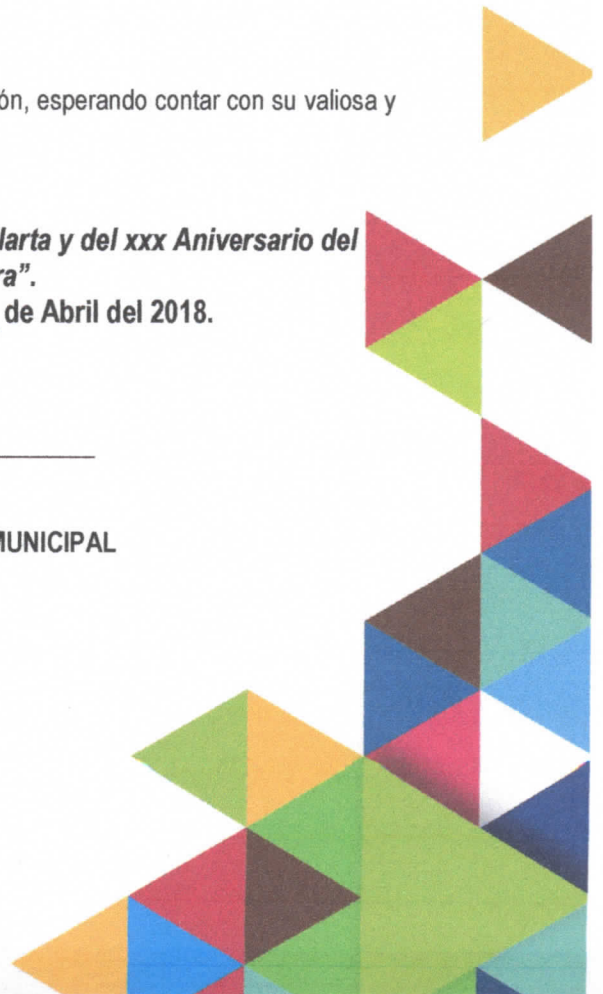 ón, esperando contar con su valiosa y
larta y del xxx Aniversario del
ra”.
de Abril del 2018.
MUNICIPAL